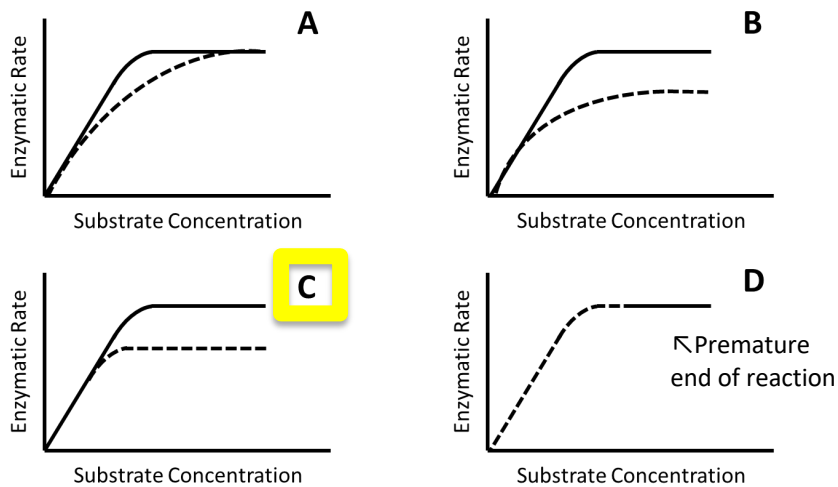 A
Enzymatic Rate
Substrate Concentration
B
Enzymatic Rate
Substrate Concentration
C
Enzymatic Rate
Substrate Concentration
D
Enzymatic Rate
Premature
end of reaction
Substrate Concentration